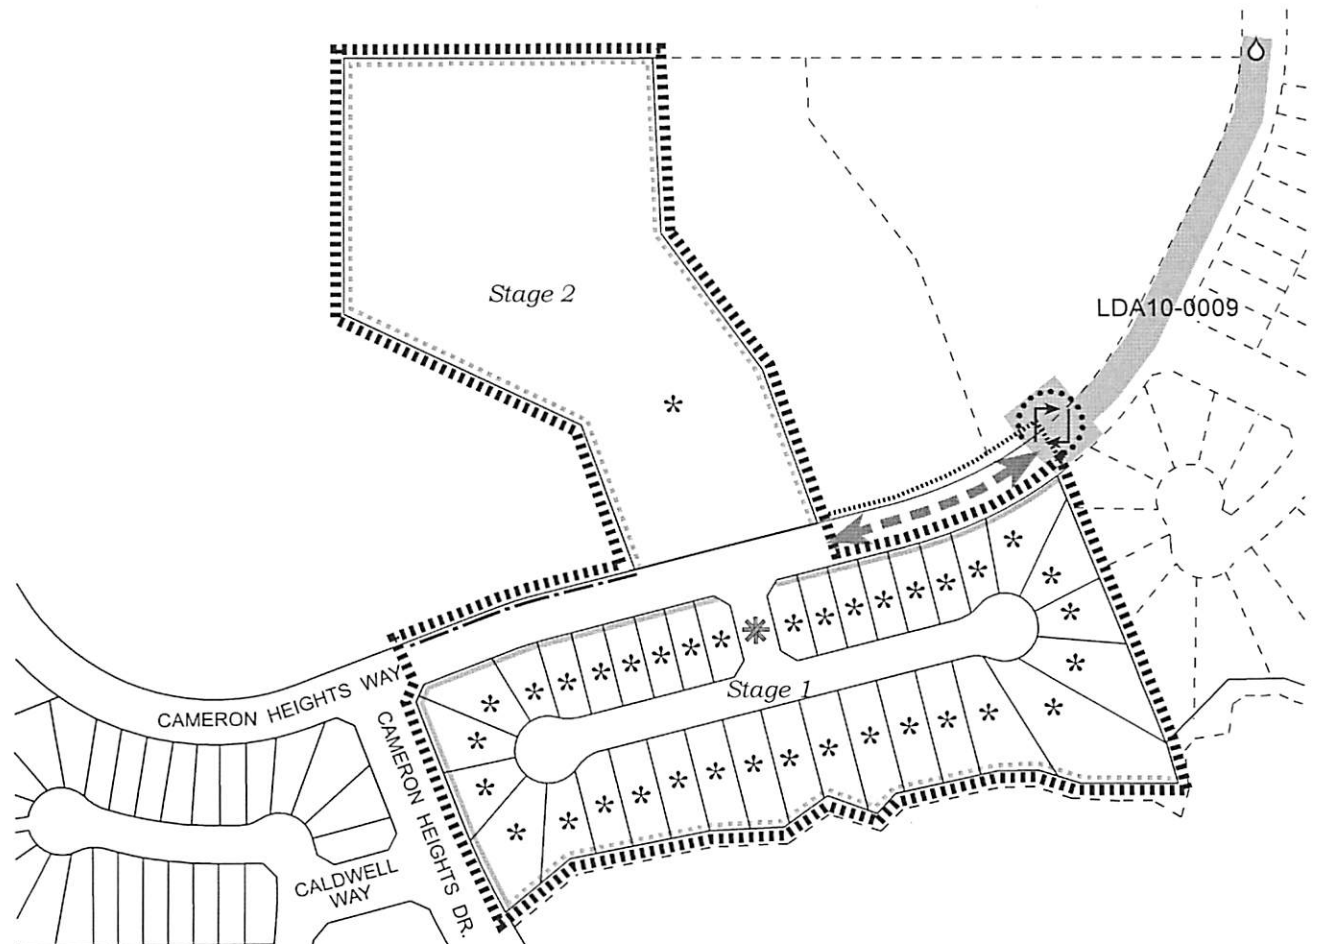 Stage 2
LDA10-0009
Stage 1
CAMERON HEIGHTS WAY
CAMERON HEIGHTS DR.
CALDWELL
WAY